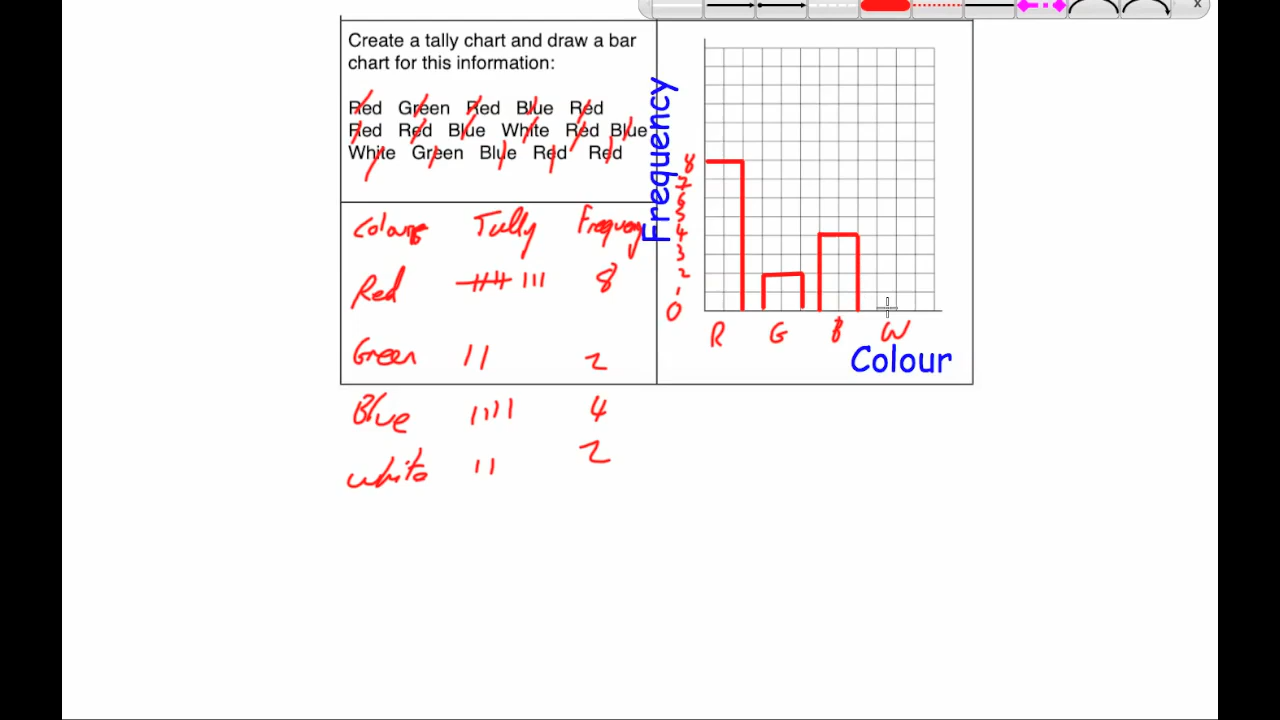 Create a tally chart and draw a bar
chart for this information:
Red Green Red Blue Red
Red Red Blue White Red Blue
White Green Blue Red Red
Colour Tally Frequency
Red 8
Green 2
Blue 4
White 2
Frequency
8
7
6
5
4
3
2
1
0
R G B W
Colour
x